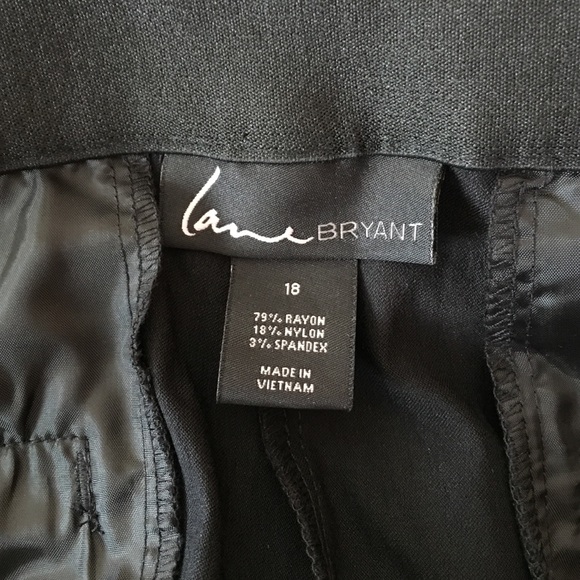 lane BRYANT
18
79% RAYON
18% NYLON
3% SPANDEX
MADE IN
VIETNAM